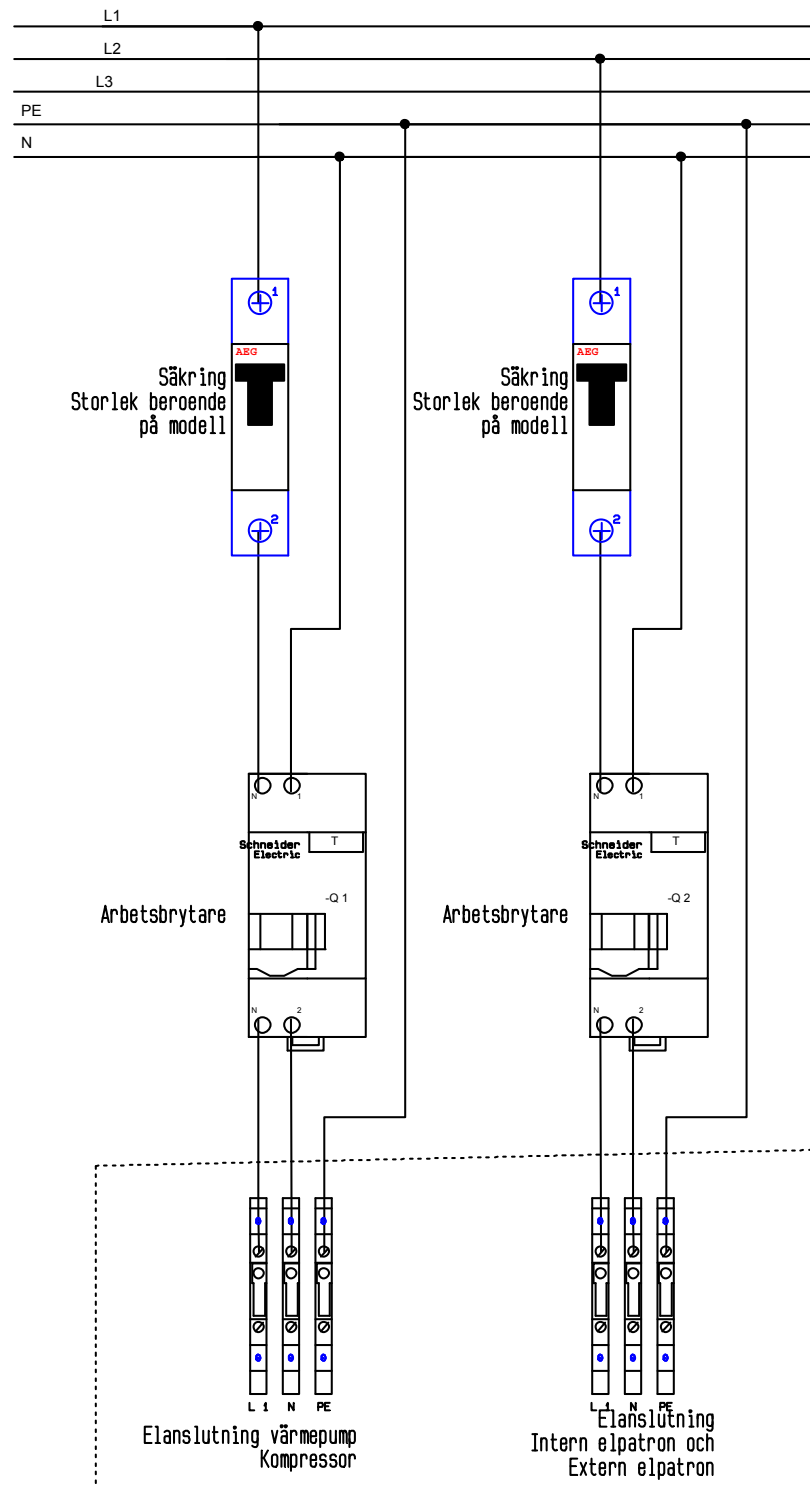 L1
L2
L3
PE
N
1
1
AEG
AEG
Säkring
Storlek beroende
på modell
Säkring
Storlek beroende
på modell
2
2
N 1
N 1
Schneider
Electric
T
Schneider
Electric
T
-Q 1
-Q 2
Arbetsbrytare
Arbetsbrytare
N 2
N 2
L 1 N PE
L 1 N PE
Elanslutning värmepump
Kompressor
Elanslutning
Intern elpatron och
Extern elpatron